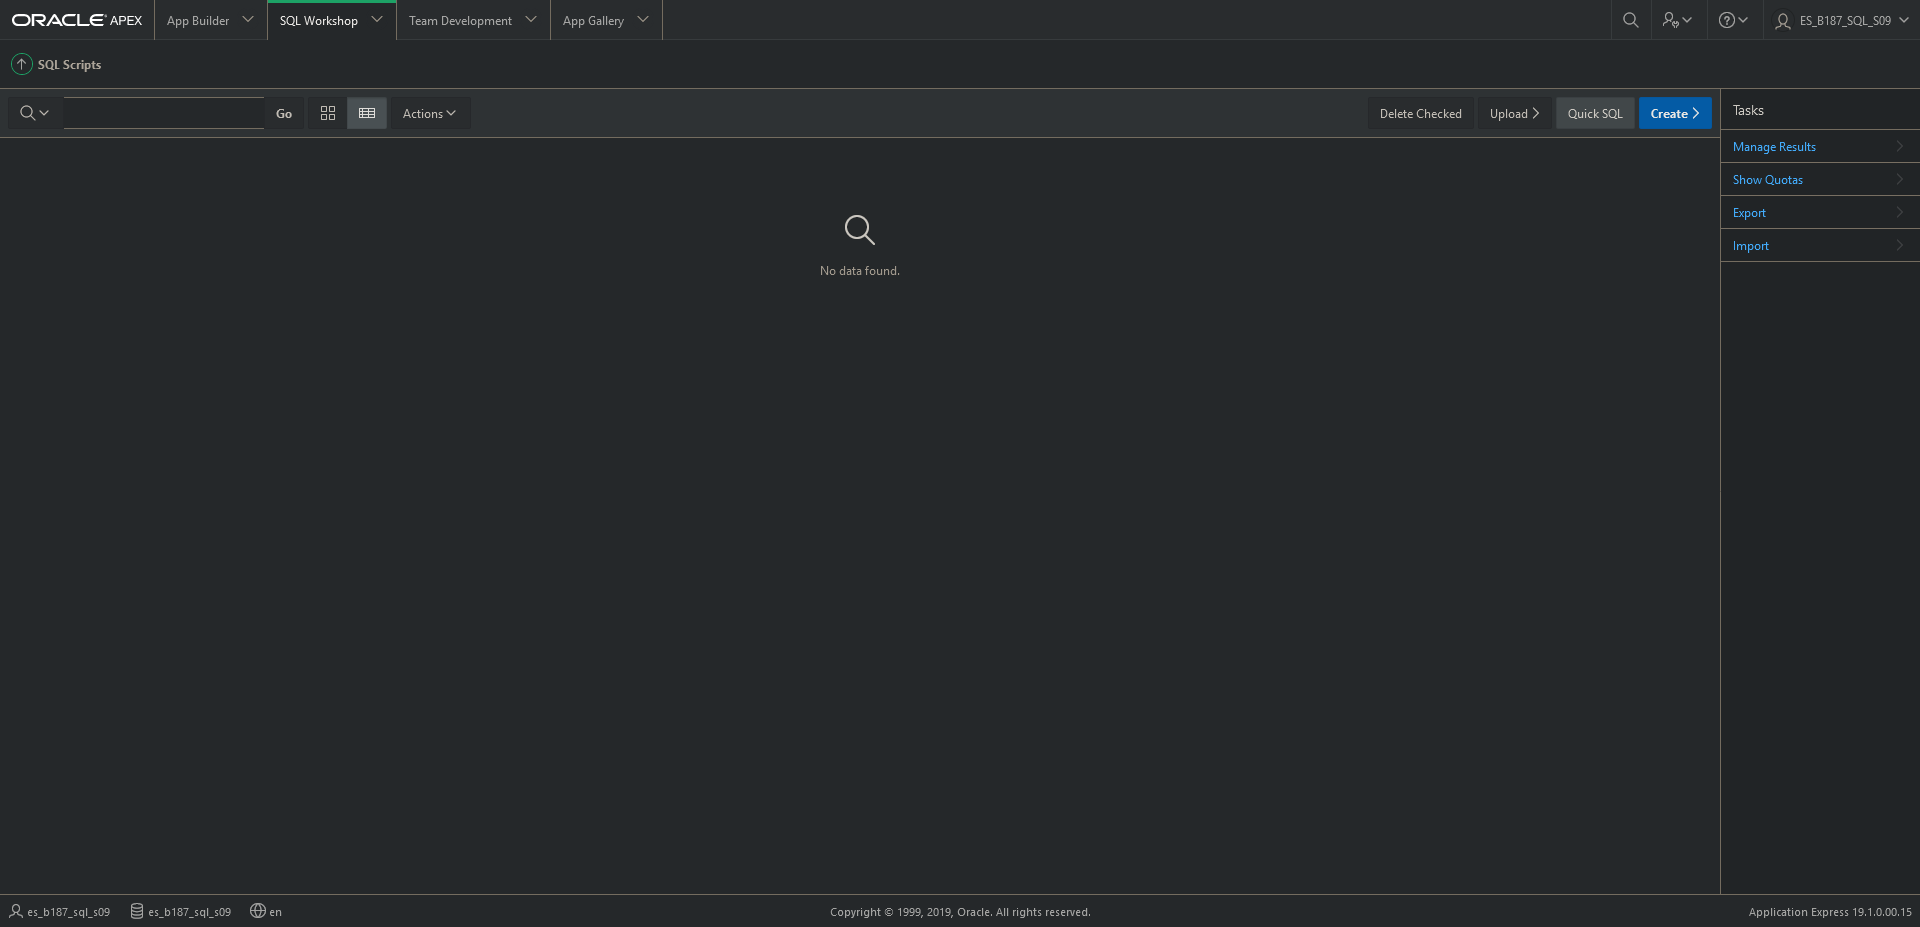 ORACLE APEX App Builder SQL Workshop Team Development App Gallery ES_B187_SQL_S09
SQL Scripts
Go Actions Delete Checked Upload Quick SQL Create
Tasks
Manage Results
Show Quotas
Export
Import
No data found.
es_b187_sql_s09 es_b187_sql_s09 en Copyright © 1999, 2019, Oracle. All rights reserved. Application Express 19.1.0.00.15